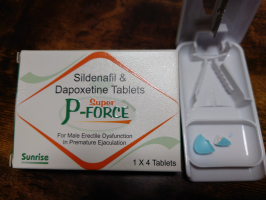 Sildenafil &
Dapoxetine Tablets
Super
P-FORCE
For Male Erectile Dysfunction
In Premature Ejaculation
Sunrise
1 X 4 Tablets